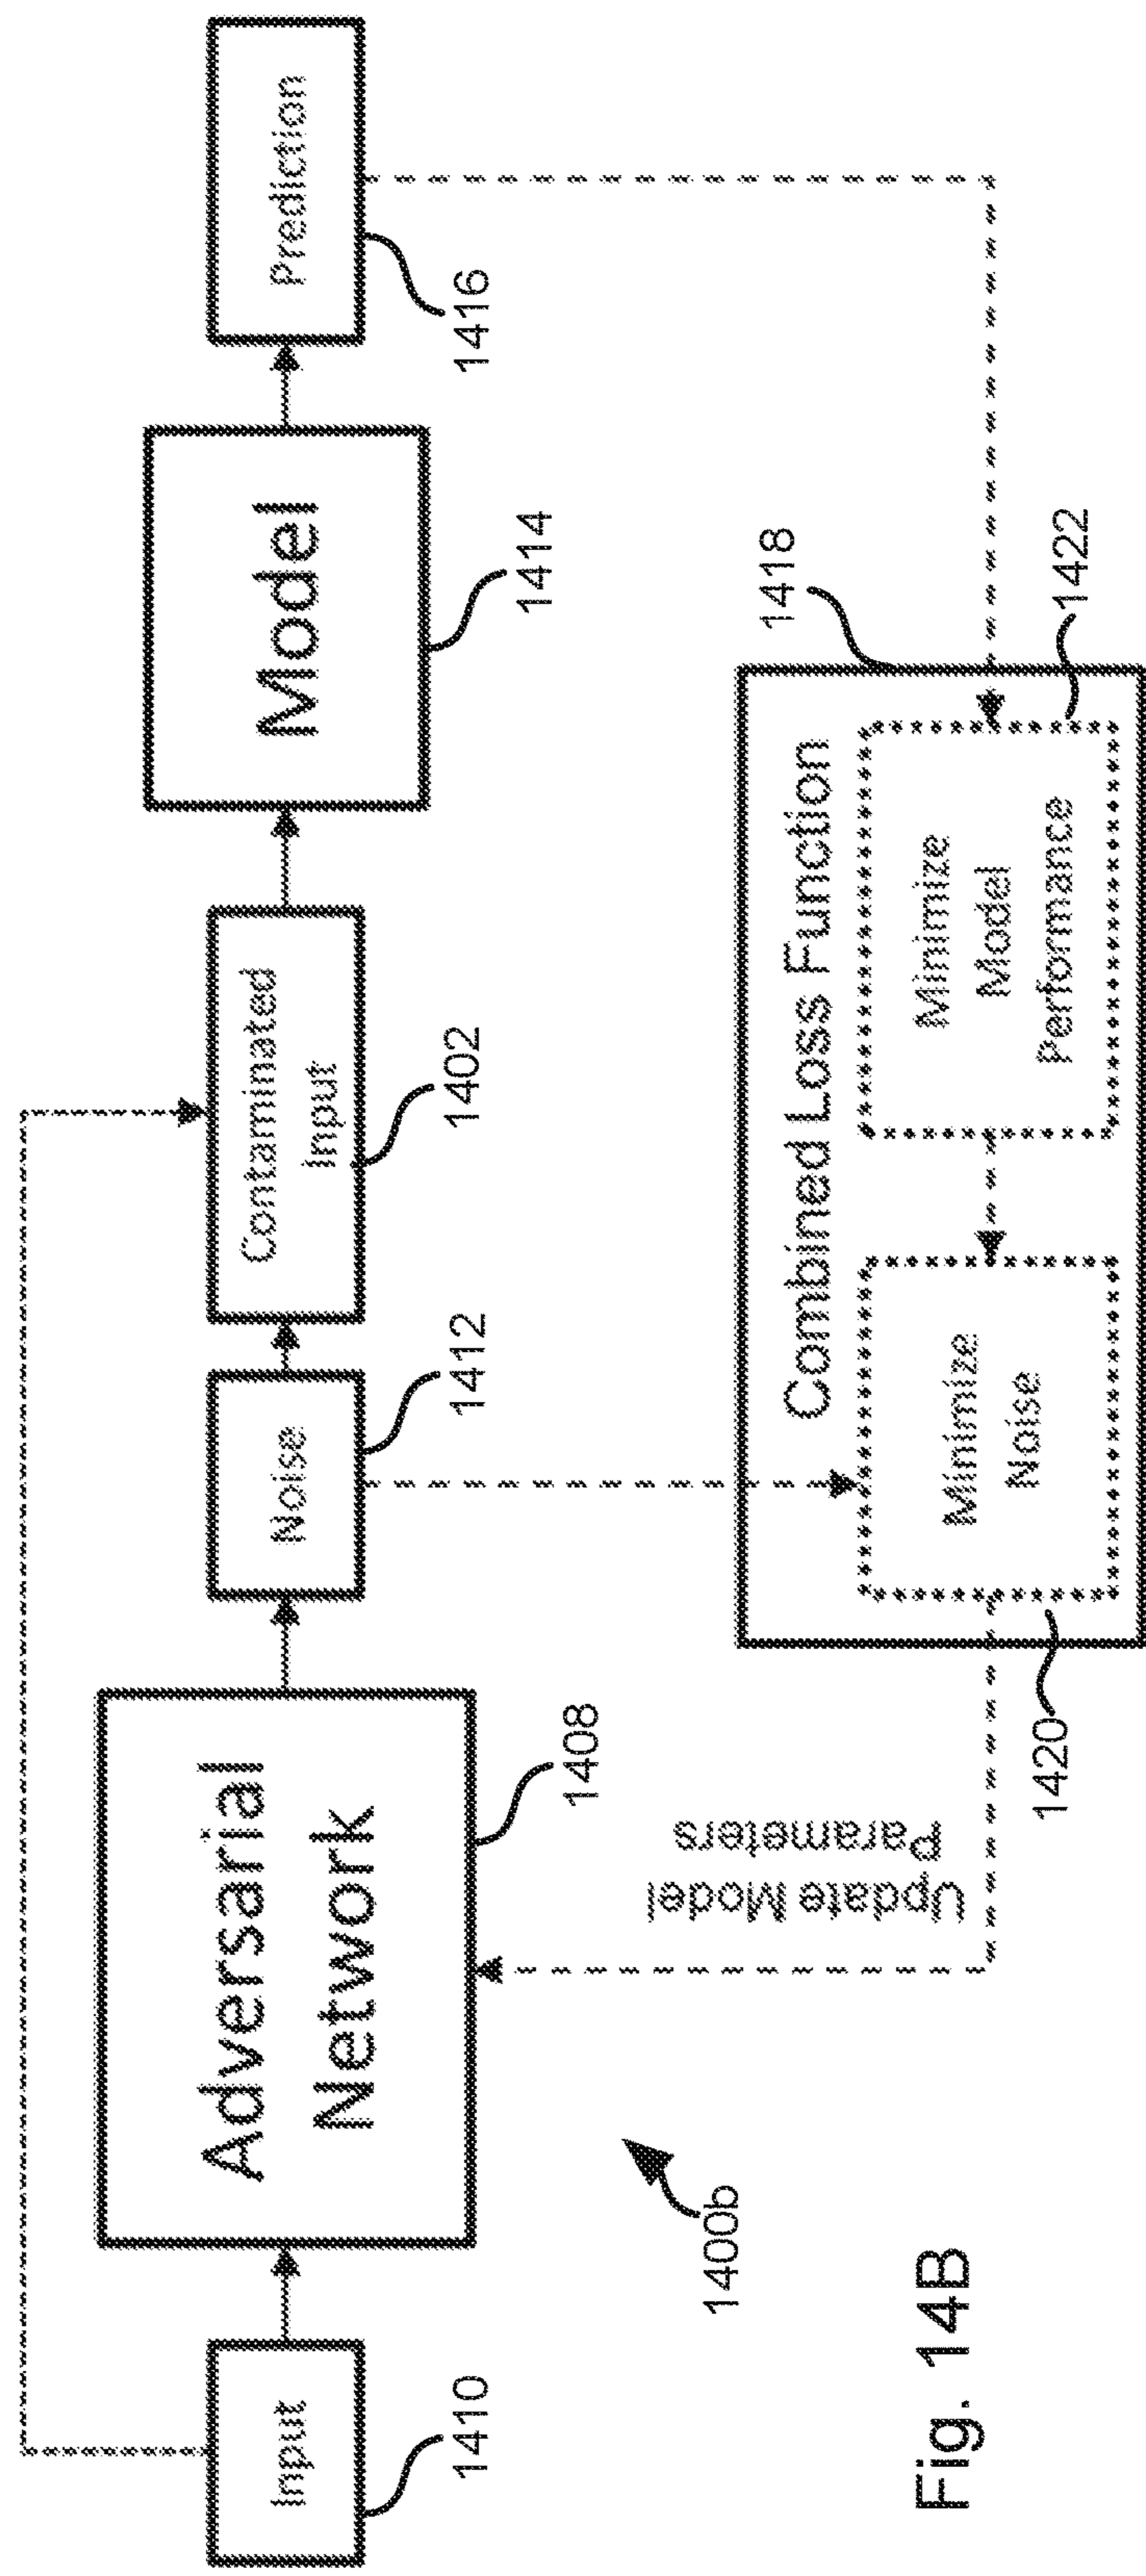 Input
1410
Adversarial
Network
1408
Noise
1412
Contaminated
Input
1402
Model
1414
Prediction
1416
Update Model
Parameters
Combined Loss Function
1418
Minimize
Noise
1420
Minimize
Model
Performance
1422
1400b
Fig. 14B